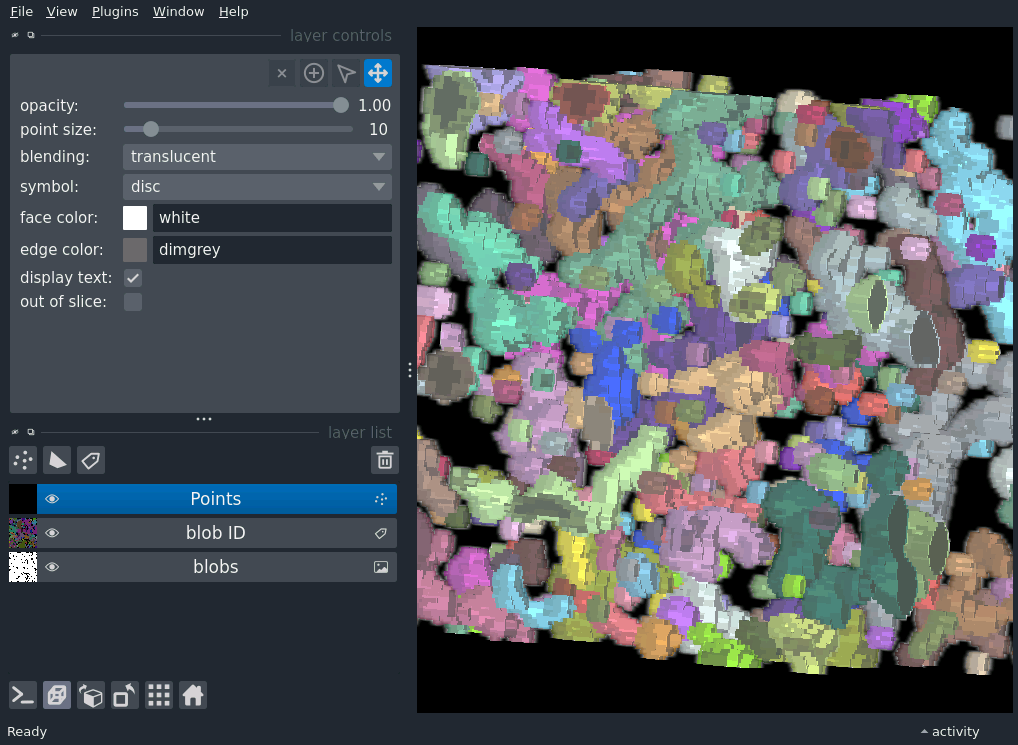 File View Plugins Window Help
layer controls
opacity: 1.00
point size: 10
blending: translucent
symbol: disc
face color: white
edge color: dimgrey
display text:
out of slice:
layer list
Points
blob ID
blobs
Ready activity